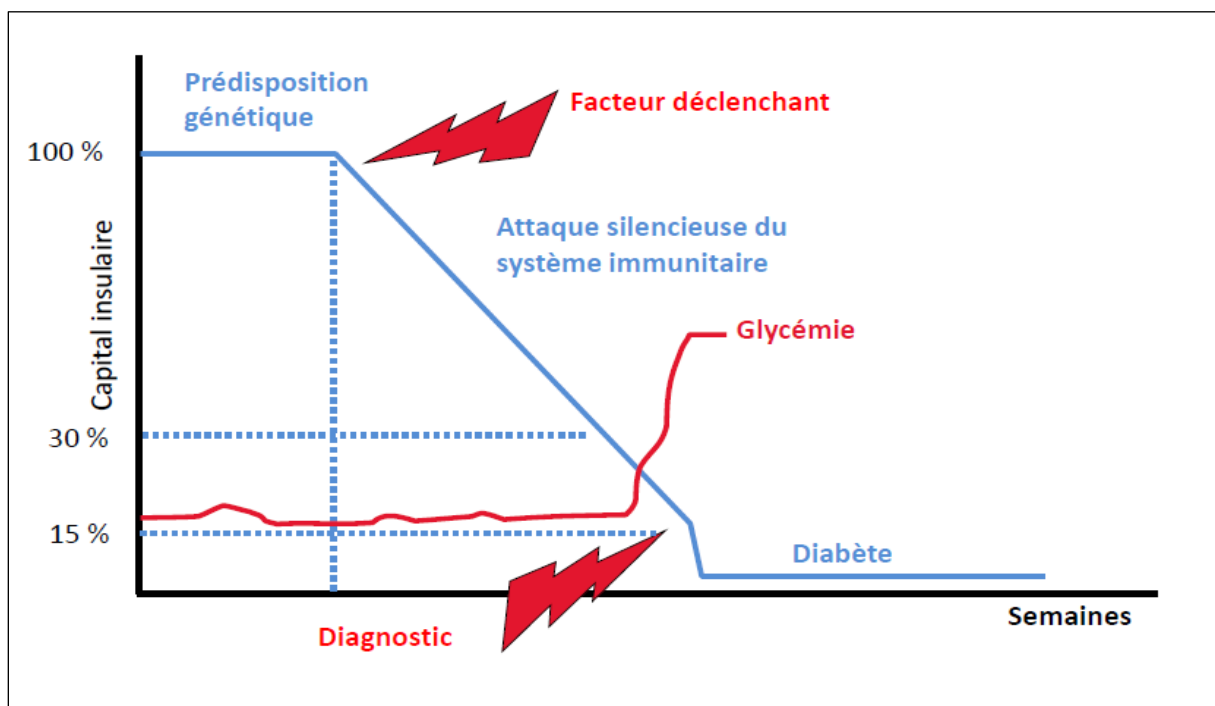 Prédisposition
génétique
Facteur déclenchant
100 %
Attaque silencieuse du
système immunitaire
Capital insulaire
Glycémie
30 %
15 %
Diabète
Semaines
Diagnostic